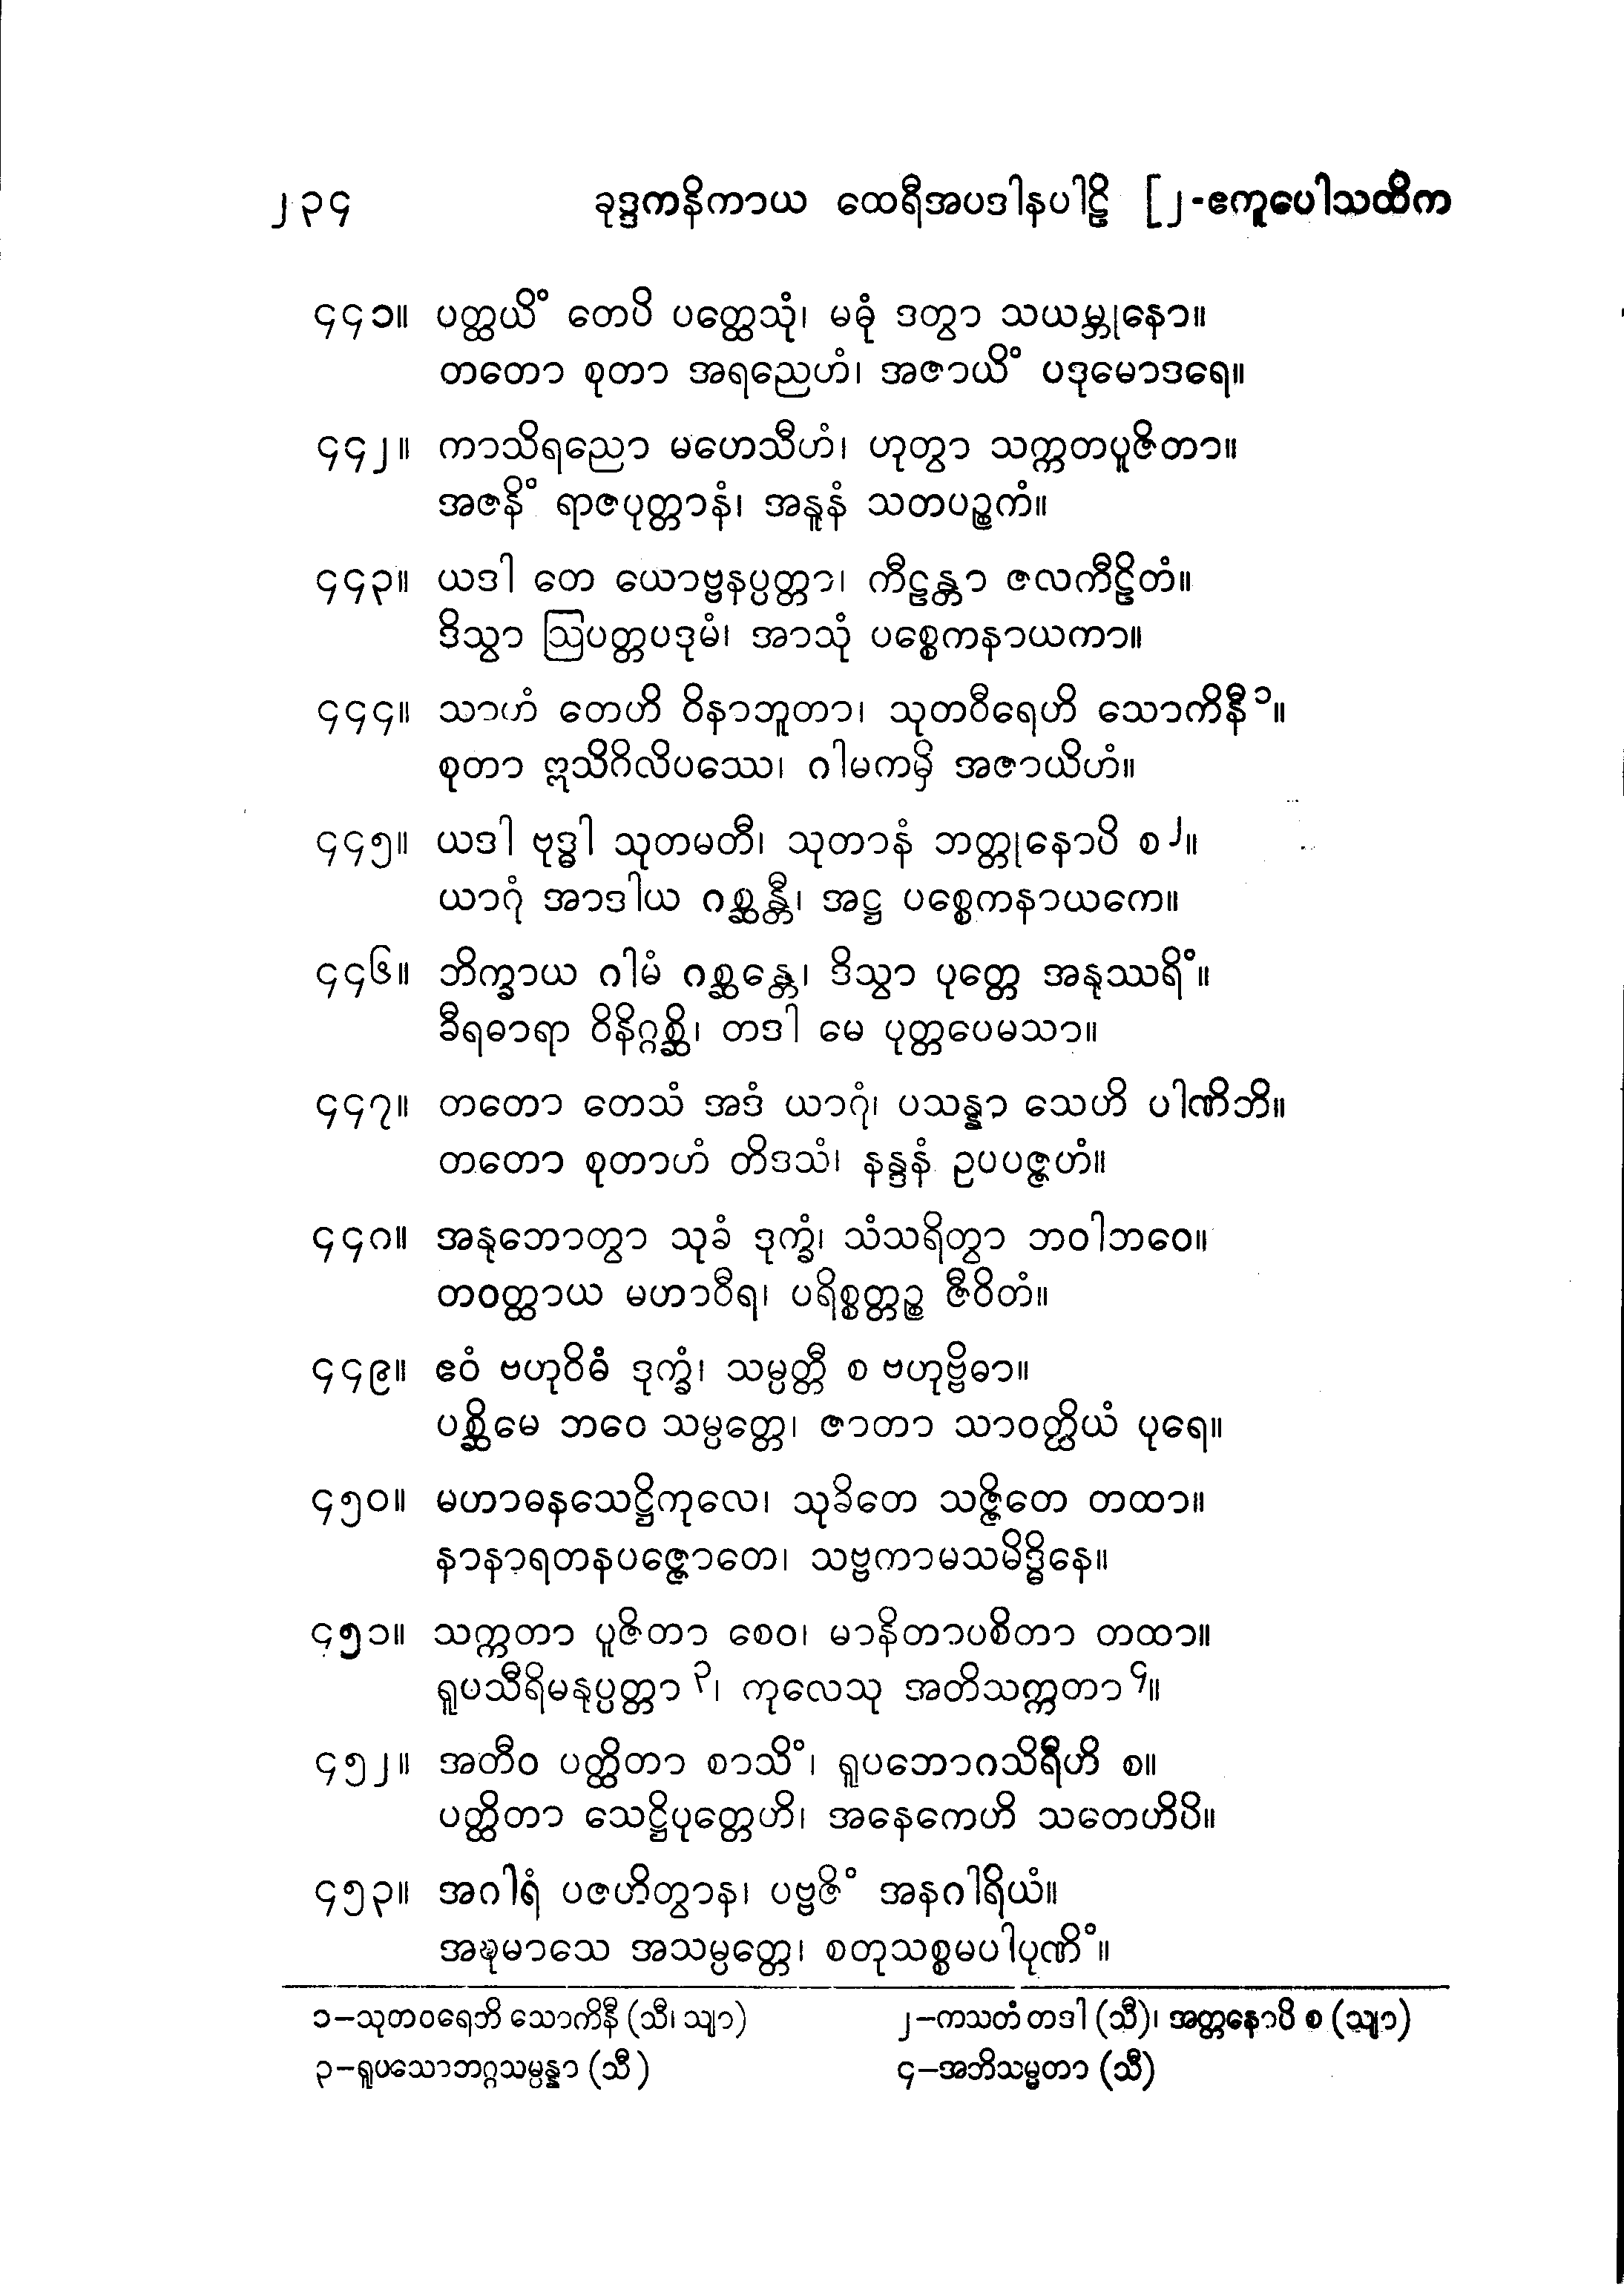 ၂၃၄ ခုဒ္ဒကနိကာယ ထေရီအပဒါနပါဠိ [၂-ဧကူပေါသထိက
၄၄၁။ ပတ္ထယိံ တေပိ ပတ္ထေသုံ၊ မဓုံ ဒတွာ သယမ္ဘုနော။
တတော စုတာ အရညေဟံ၊ အဇာယိံ ပဒုမောဒရေ။
၄၄၂။ ကာသိရညော မဟေသီဟံ၊ ဟုတွာ သက္ကတပူဇိတာ။
အဇနိံ ရာဇပုတ္တာနံ၊ အနူနံ သတပဉ္စကံ။
၄၄၃။ ယဒါ တေ ယောဗ္ဗနပ္ပတ္တာ၊ ကီဠန္တာ ဇလကီဠိတံ။
ဒိသွာ ဩပတ္တပဒုမံ၊ အာသုံ ပစ္စေကနာယကာ။
၄၄၄။ သာဟံ တေဟိ ဝိနာဘူတာ၊ သုတဝီရေဟိ သောကိနီ ၁။
စုတာ ဣသိဂိလိပဿေ၊ ဂါမကမှိ အဇာယိဟံ။
၄၄၅။ ယဒါ ဗုဒ္ဓါ သုတမတီ၊ သုတာနံ ဘတ္တုနောပိ စ ၂။
ယာဂုံ အာဒါယ ဂစ္ဆန္တီ၊ အဋ္ဌ ပစ္စေကနာယကေ။
၄၄၆။ ဘိက္ခာယ ဂါမံ ဂစ္ဆန္တေ၊ ဒိသွာ ပုတ္တေ အနုဿရိံ။
ခီရဓာရာ ဝိနိဂ္ဂစ္ဆိ၊ တဒါ မေ ပုတ္တပေမသာ။
၄၄၇။ တတော တေသံ အဒံ ယာဂုံ၊ ပသန္နာ သေဟိ ပါဏိဘိ။
တတော စုတာဟံ တိဒသံ၊ နန္ဒနံ ဥပပဇ္ဇဟံ။
၄၄၈။ အနုဘောတွာ သုခံ ဒုက္ခံ၊ သံသရိတွာ ဘဝါဘဝေ။
တဝတ္ထာယ မဟာဝီရ၊ ပရိစ္စတ္တဉ္စ ဇီဝိတံ။
၄၄၉။ ဧဝံ ဗဟုဝိဓံ ဒုက္ခံ၊ သမ္ပတ္တီ စ ဗဟုဗ္ဗိဓာ။
ပစ္ဆိမေ ဘဝေ သမ္ပတ္တေ၊ ဇာတာ သာဝတ္ထိယံ ပုရေ။
၄၅၀။ မဟာဓနသေဋ္ဌိကုလေ၊ သုခိတေ သဇ္ဇိတေ တထာ။
နာနာရတနပဇ္ဇောတေ၊ သဗ္ဗကာမသမိဒ္ဓိနေ။
၄၅၁။ သက္ကတာ ပူဇိတာ စေဝ၊ မာနိတာပစိတာ တထာ။
ရူပသီရိမနုပ္ပတ္တာ ၃၊ ကုလေသု အတိသက္ကတာ ၄။
၄၅၂။ အတီဝ ပတ္ထိတာ စာသိံ၊ ရူပဘောဂသိရီဟိ စ။
ပတ္ထိတာ သေဋ္ဌိပုတ္တေဟိ၊ အနေကေဟိ သတေဟိပိ။
၄၅၃။ အဂါရံ ပဇဟိတွာန၊ ပဗ္ဗဇိံ အနဂါရိယံ။
အဍ္ဎမာသေ အသမ္ပတ္တေ၊ စတုသစ္စမပါပုဏိံ။
၁–သုတဝရေဘိ သောကိနီ (သီ၊ သျာ) ၂–ကသတံ တဒါ (သီ)၊ အတ္တနောပိ စ (သျာ)
၃–ရူပသောဘဂ္ဂသမ္ပန္နာ (သီ) ၄–အဘိသမ္မတာ (သီ)